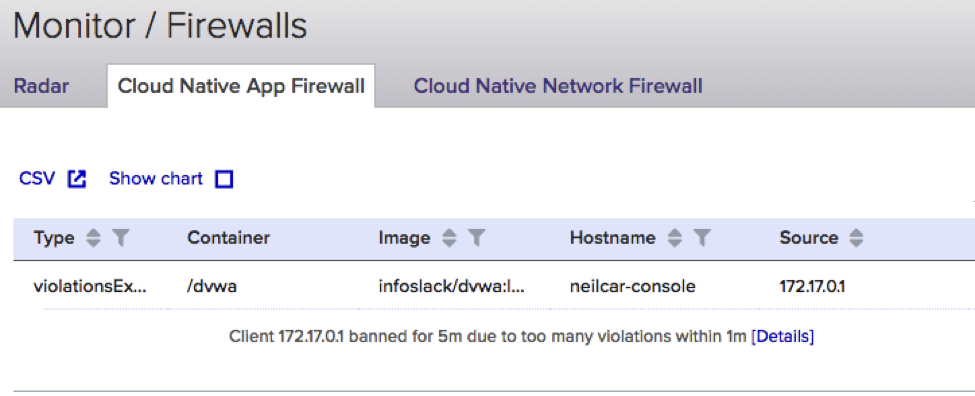 Monitor / Firewalls
Radar Cloud Native App Firewall Cloud Native Network Firewall
CSV Show chart
Type Container Image Hostname Source
violationsEx... /dvwa infoslack/dvwa:l... neilcar-console 172.17.0.1
Client 172.17.0.1 banned for 5m due to too many violations within 1m [Details]